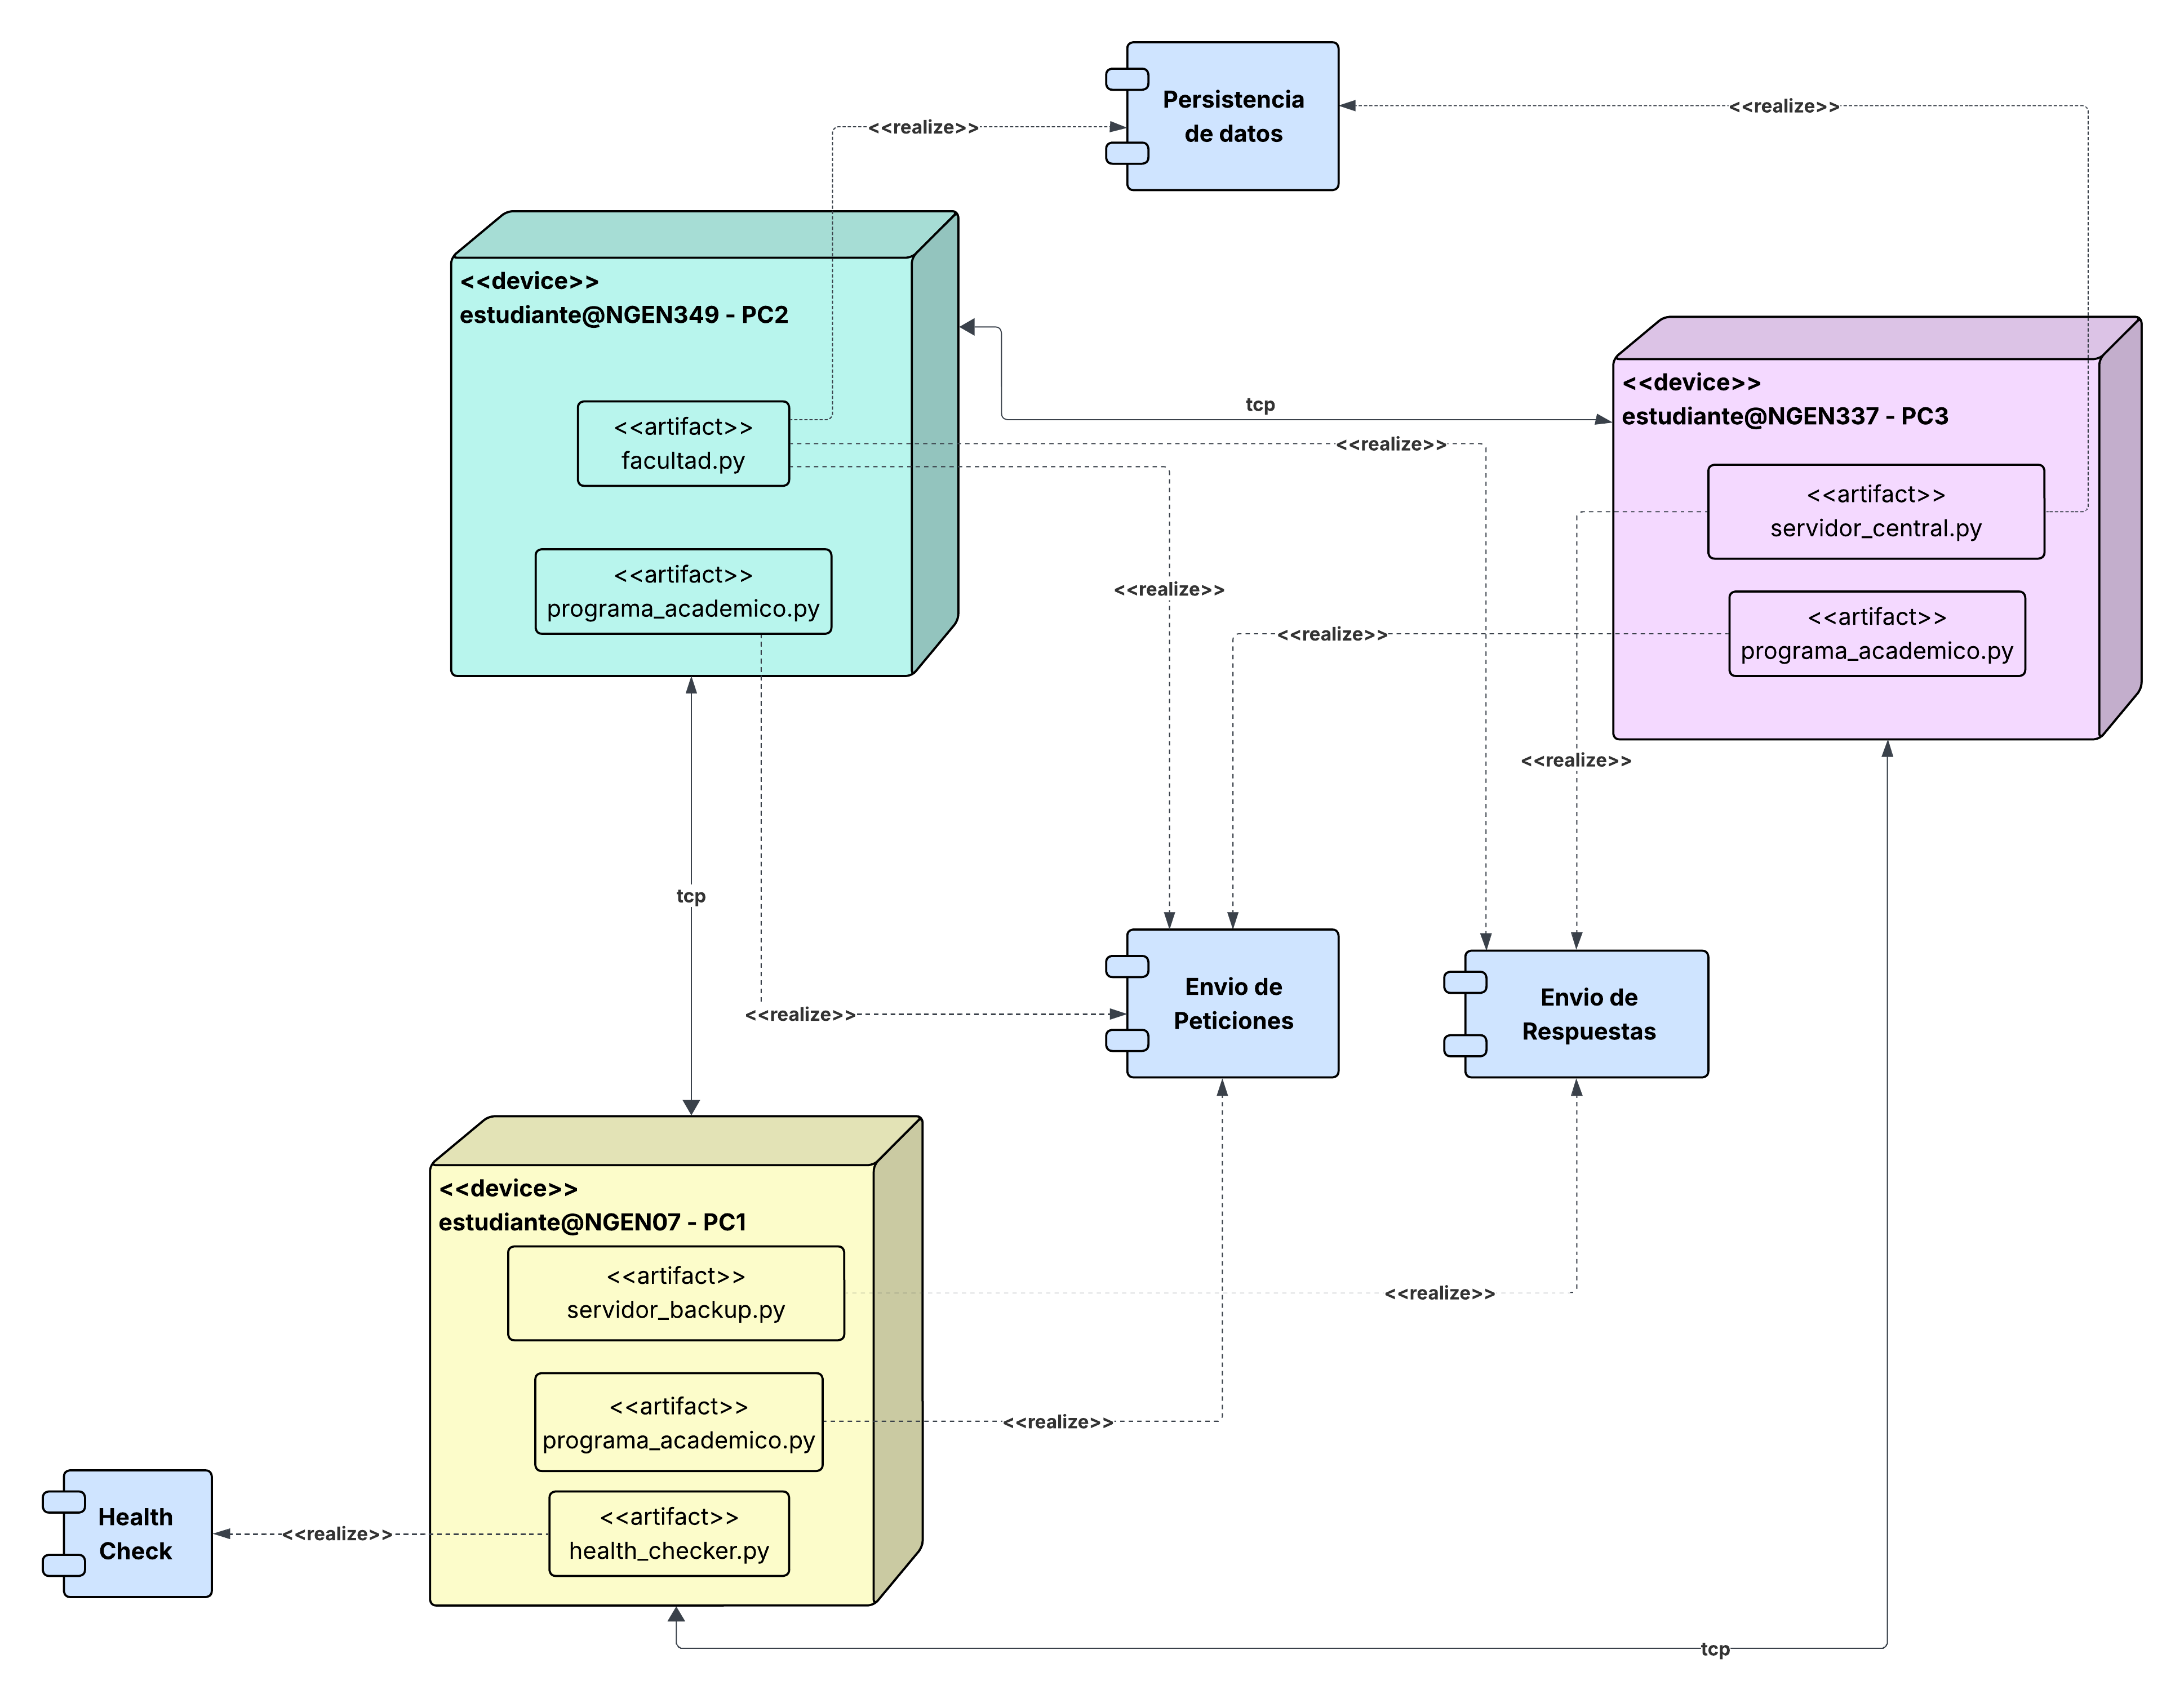 Persistencia
de datos
<<realize>>
<<realize>>
<<device>>
estudiante@NGEN349 - PC2
<<artifact>>
facultad.py
<<artifact>>
programa_academico.py
tcp
<<realize>>
<<device>>
estudiante@NGEN337 - PC3
<<artifact>>
servidor_central.py
<<artifact>>
programa_academico.py
<<realize>>
<<realize>>
<<realize>>
tcp
<<realize>>
Envio de
Peticiones
Envio de
Respuestas
<<device>>
estudiante@NGEN07 - PC1
<<artifact>>
servidor_backup.py
<<realize>>
<<artifact>>
programa_academico.py
<<realize>>
<<artifact>>
health_checker.py
<<realize>>
Health
Check
tcp